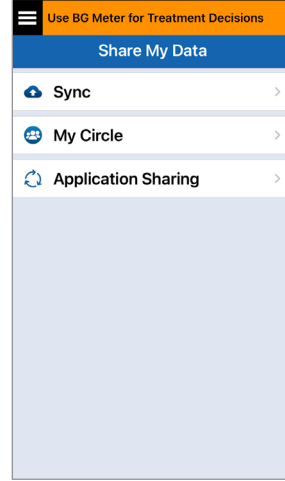 Use BG Meter for Treatment Decisions
Share My Data
Sync
My Circle
Application Sharing